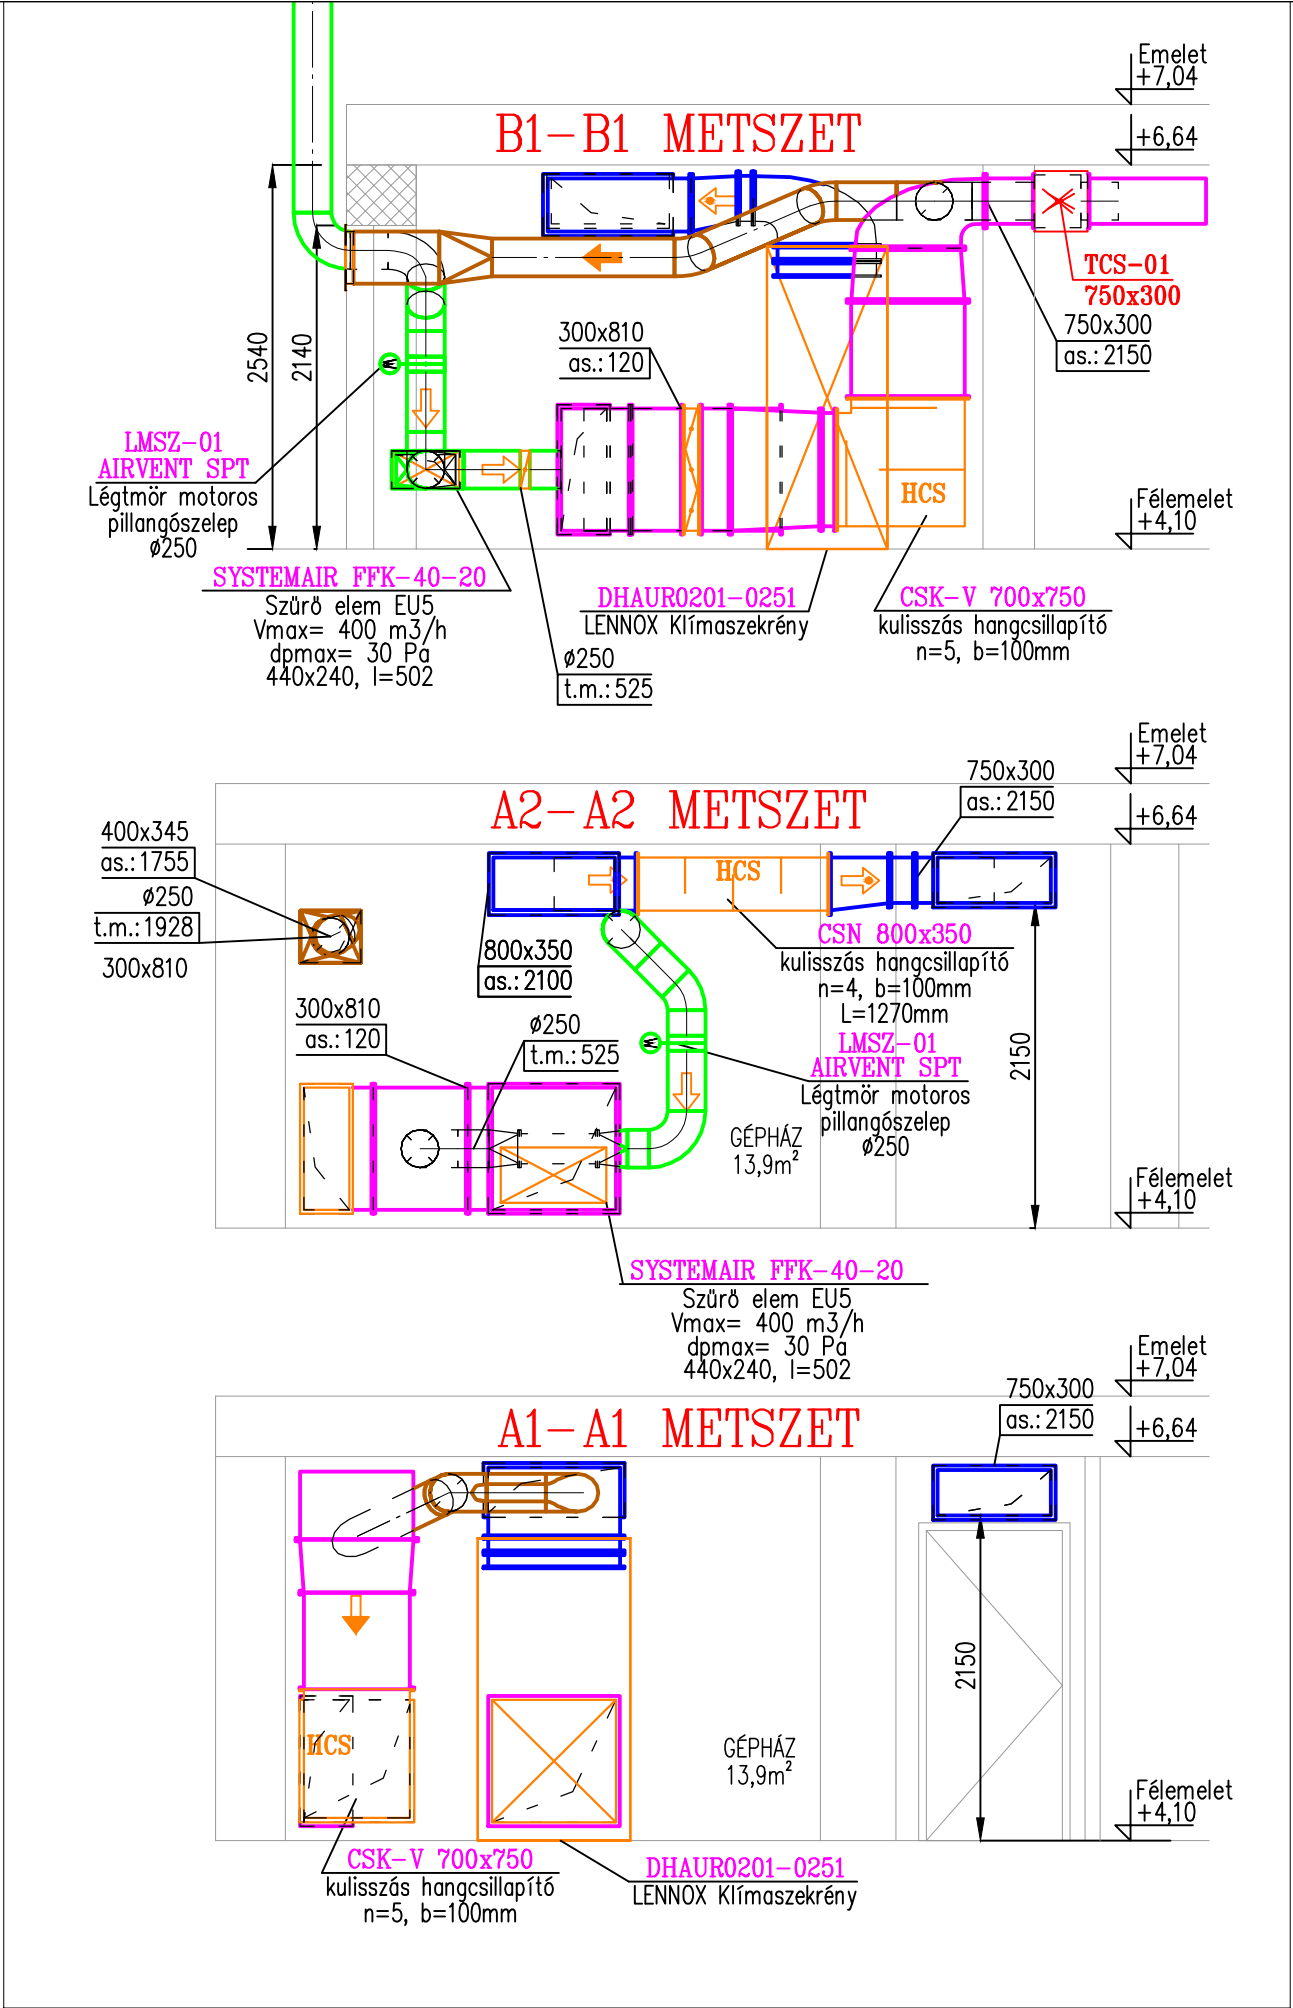 Emelet
+7,04
B1-B1 METSZET
+6,64
TCS-01
750x300
750x300
as.:2150
300x810
as.:120
2540
2140
LMSZ-01
AIRVENT SPT
Légtmör motoros
pillangószelep
ø250
HCS
Félemelet
+4,10
SYSTEMAIR FFK-40-20
Szűrő elem EU5
Vmax= 400 m3/h
dpmax= 30 Pa
440x240, l=502
DHAUR0201-0251
LENNOX Klímaszekrény
CSK-V 700x750
kulisszás hangcsillapító
n=5, b=100mm
ø250
t.m.:525
Emelet
+7,04
750x300
as.:2150
A2-A2 METSZET
+6,64
400x345
as.:1755
ø250
t.m.:1928
300x810
HCS
800x350
as.:2100
CSN 800x350
kulisszás hangcsillapító
n=4, b=100mm
L=1270mm
300x810
as.:120
ø250
t.m.:525
LMSZ-01
AIRVENT SPT
Légtmör motoros
pillangószelep
ø250
2150
GÉPHÁZ
13,9m²
Félemelet
+4,10
SYSTEMAIR FFK-40-20
Szűrő elem EU5
Vmax= 400 m3/h
dpmax= 30 Pa
440x240, l=502
Emelet
+7,04
750x300
as.:2150
A1-A1 METSZET
+6,64
2150
HCS
GÉPHÁZ
13,9m²
Félemelet
+4,10
CSK-V 700x750
kulisszás hangcsillapító
n=5, b=100mm
DHAUR0201-0251
LENNOX Klímaszekrény